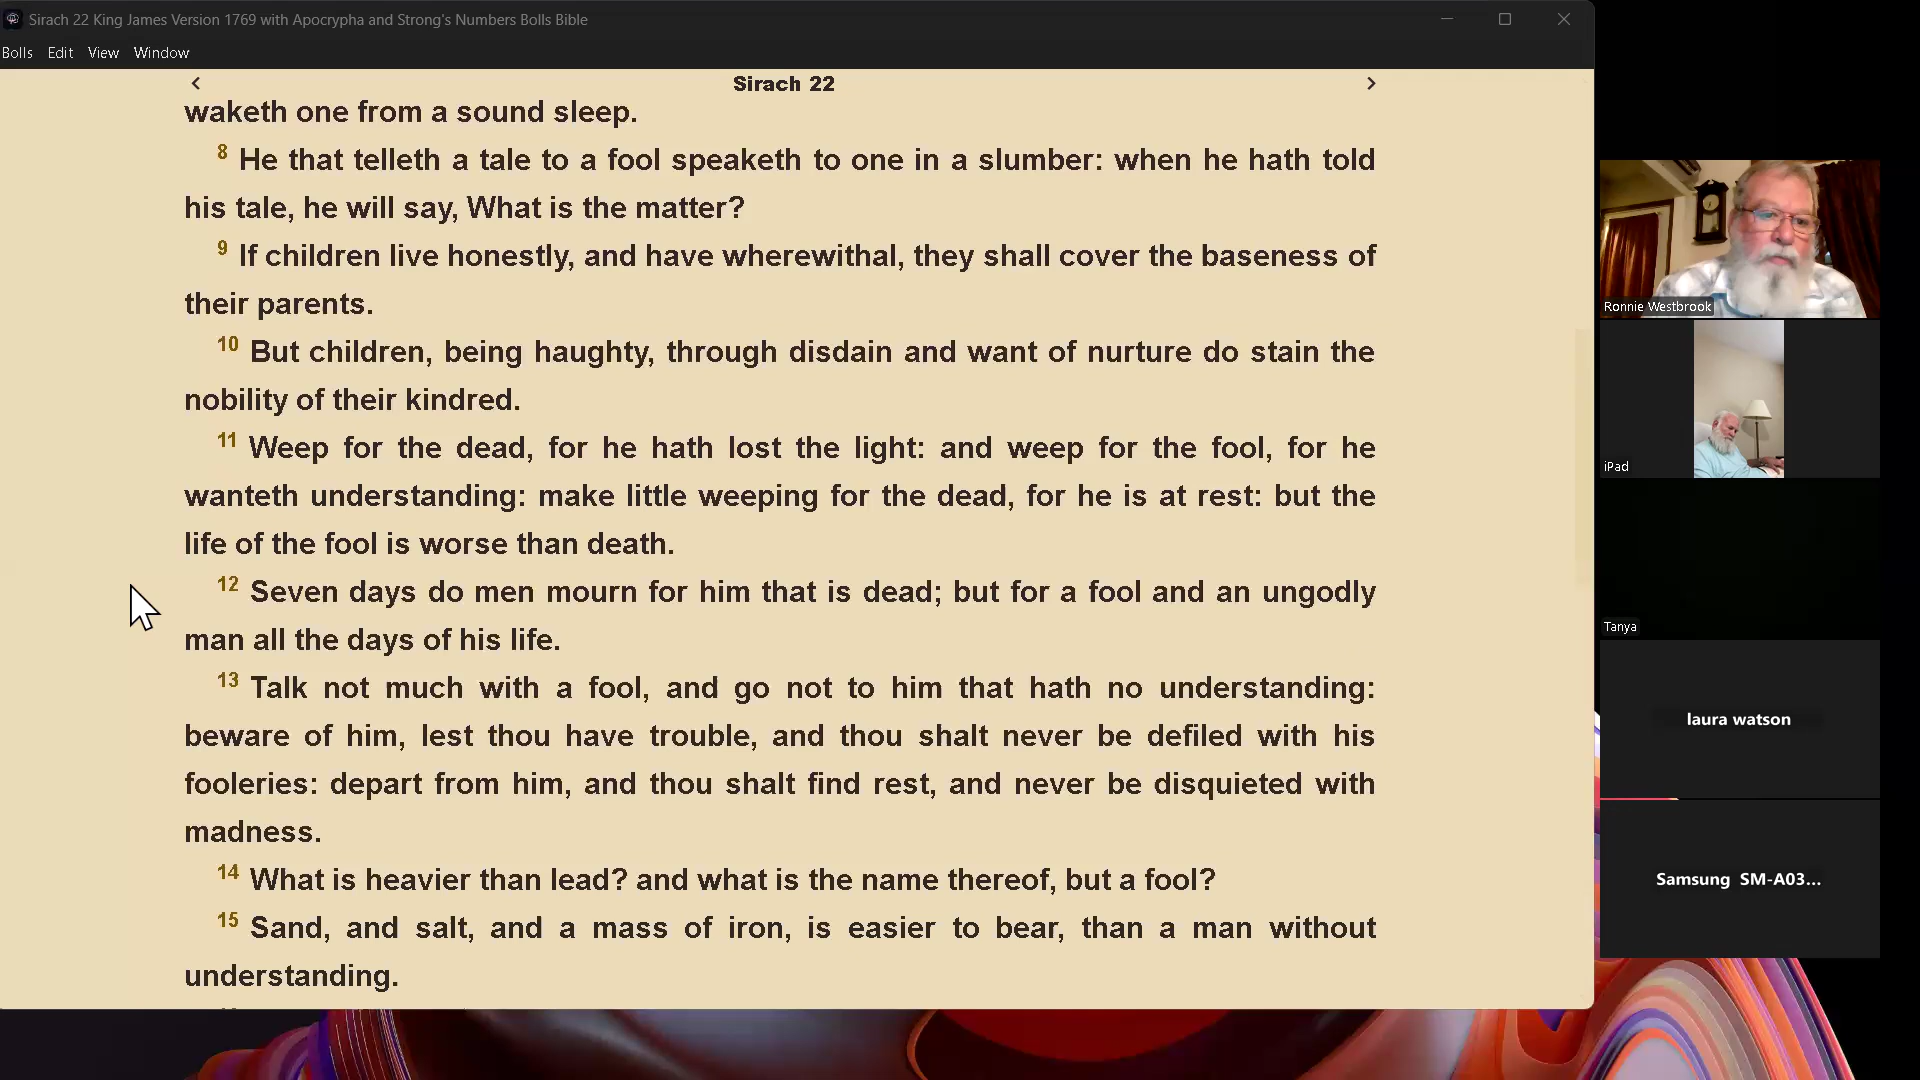 Sirach 22 King James Version 1769 with Apocrypha and Strong's Numbers Bolls Bible
Bolls Edit View Window
Sirach 22
waketh one from a sound sleep.
8 He that telleth a tale to a fool speaketh to one in a slumber: when he hath told
his tale, he will say, What is the matter?
9 If children live honestly, and have wherewithal, they shall cover the baseness of
their parents.
10 But children, being haughty, through disdain and want of nurture do stain the
nobility of their kindred.
11 Weep for the dead, for he hath lost the light: and weep for the fool, for he
wanteth understanding: make little weeping for the dead, for he is at rest: but the
life of the fool is worse than death.
12 Seven days do men mourn for him that is dead; but for a fool and an ungodly
man all the days of his life.
13 Talk not much with a fool, and go not to him that hath no understanding:
beware of him, lest thou have trouble, and thou shalt never be defiled with his
fooleries: depart from him, and thou shalt find rest, and never be disquieted with
madness.
14 What is heavier than lead? and what is the name thereof, but a fool?
15 Sand, and salt, and a mass of iron, is easier to bear, than a man without
understanding.
Ronnie Westbrook
iPad
Tanya
laura watson
Samsung SM-A03...